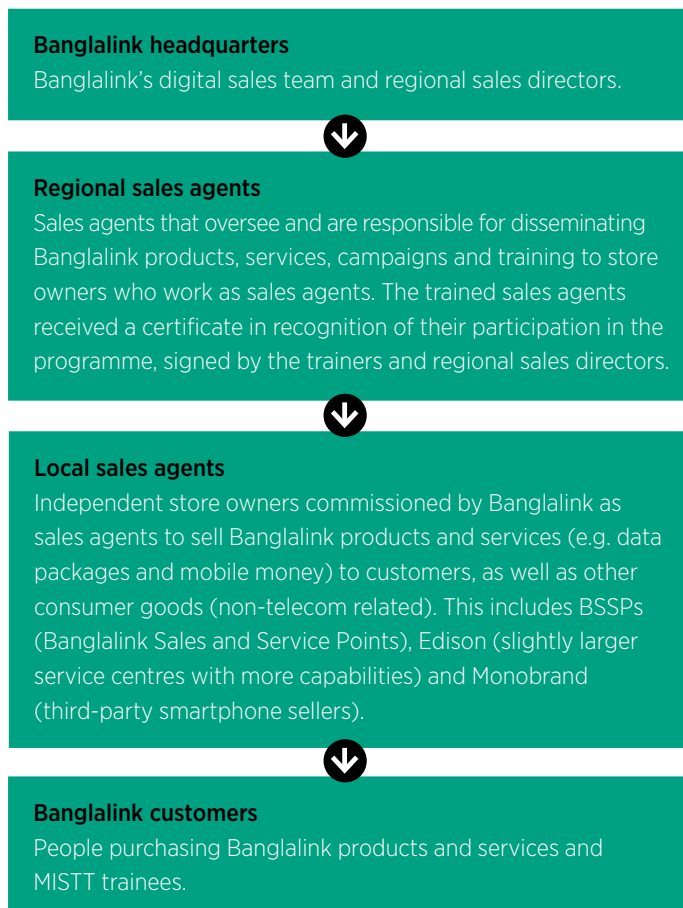 Banglalink headquarters
Banglalink’s digital sales team and regional sales directors.
Regional sales agents
Sales agents that oversee and are responsible for disseminating
Banglalink products, services, campaigns and training to store
owners who work as sales agents. The trained sales agents
received a certificate in recognition of their participation in the
programme, signed by the trainers and regional sales directors.
Local sales agents
Independent store owners commissioned by Banglalink as
sales agents to sell Banglalink products and services (e.g. data
packages and mobile money) to customers, as well as other
consumer goods (non-telecom related). This includes BSSPs
(Banglalink Sales and Service Points), Edison (slightly larger
service centres with more capabilities) and Monobrand
(third-party smartphone sellers).
Banglalink customers
People purchasing Banglalink products and services and
MISTT trainees.